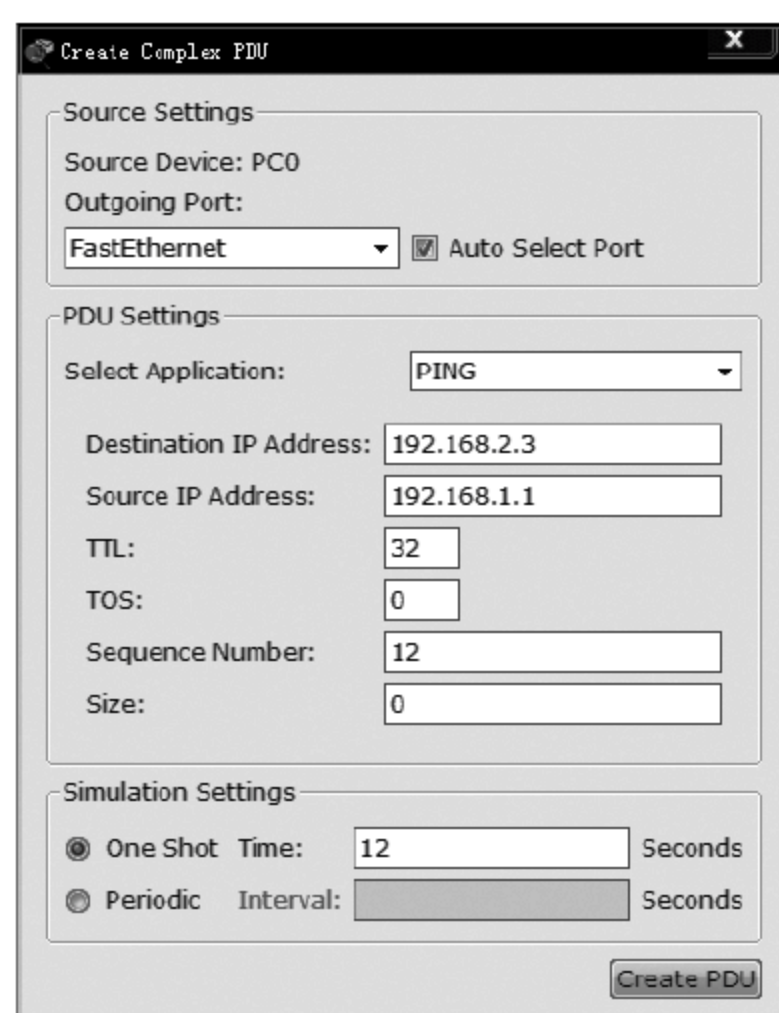 Create Complex PDU
X
Source Settings
Source Device: PC0
Outgoing Port:
FastEthernet Auto Select Port
PDU Settings
Select Application: PING
Destination IP Address: 192.168.2.3
Source IP Address: 192.168.1.1
TTL: 32
TOS: 0
Sequence Number: 12
Size: 0
Simulation Settings
One Shot Time: 12 Seconds
Periodic Interval: Seconds
Create PDU